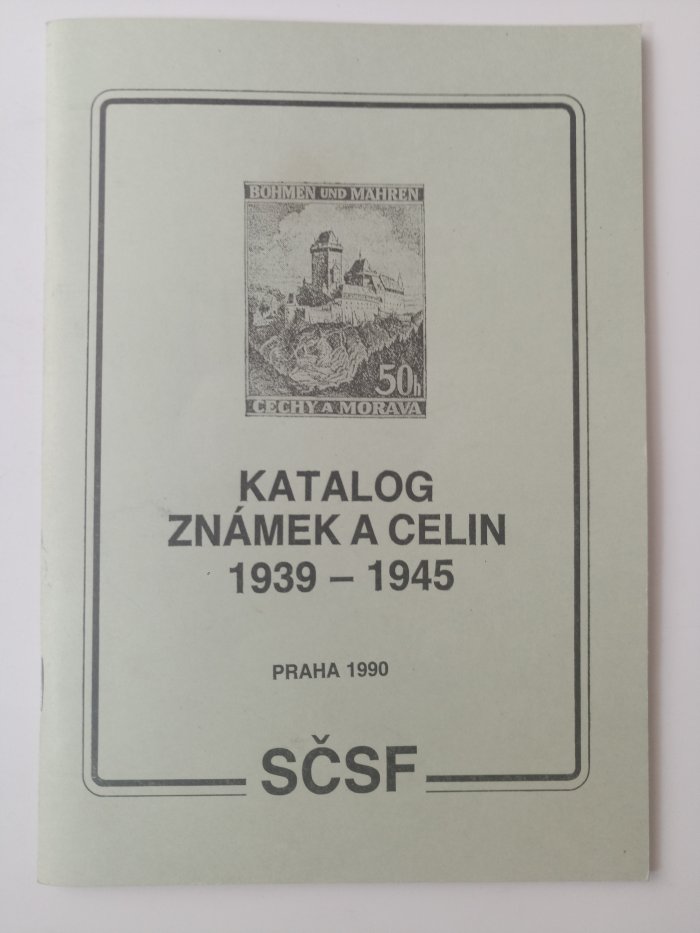 BÖHMEN UND MÄHREN
50h
ČECHY A MORAVA
KATALOG
ZNÁMEK A CELIN
1939 – 1945
PRAHA 1990
SČSF